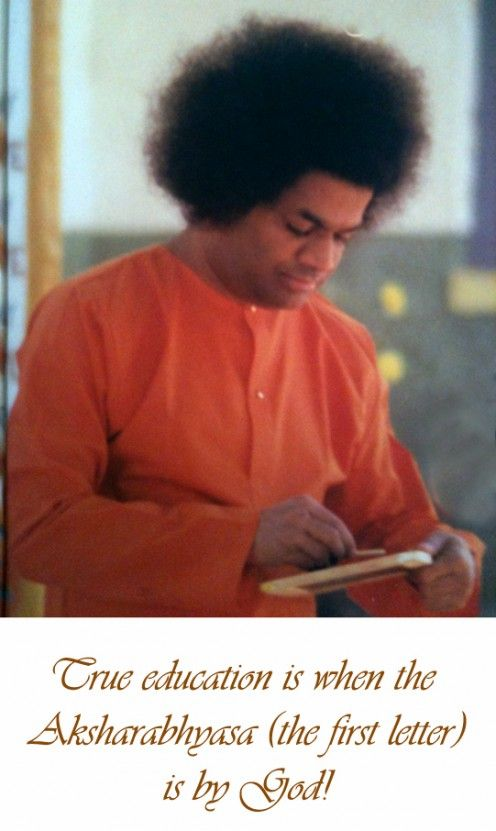 True education is when the
Aksharabhyasa (the first letter)
is by God!